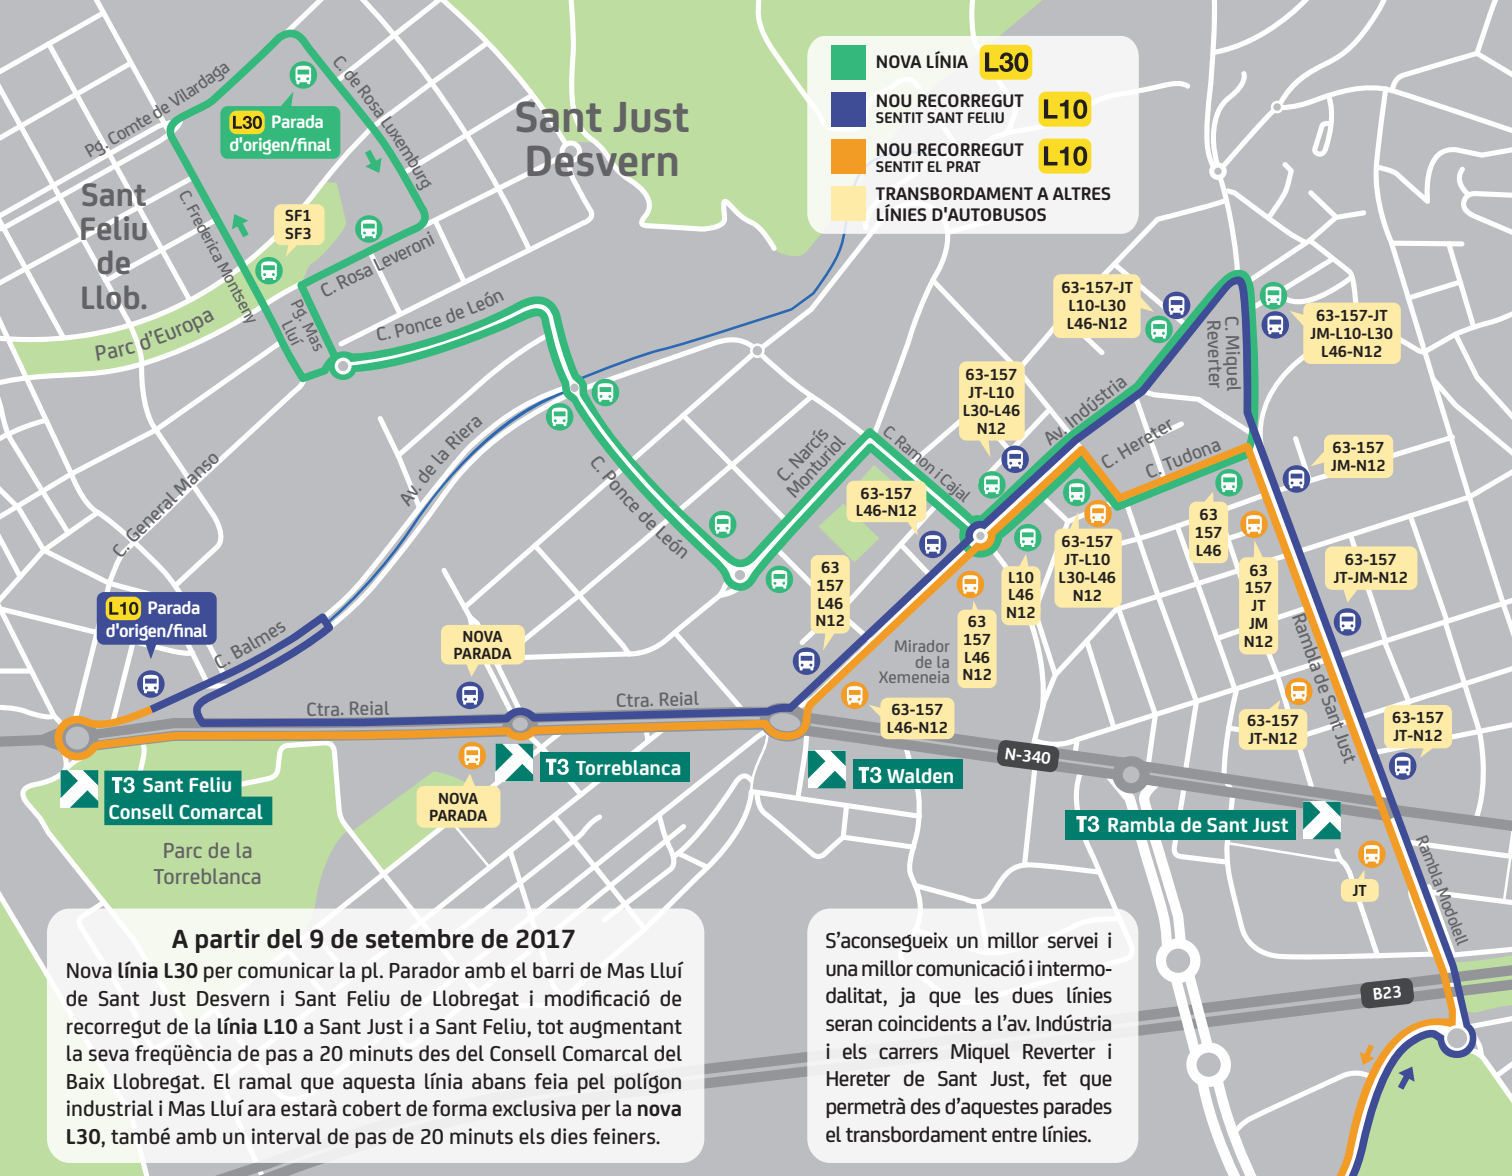 NOVA LÍNIA L30
NOU RECORREGUT
SENTIT SANT FELIU
L10
NOU RECORREGUT
SENTIT EL PRAT
L10
TRANSBORDAMENT A ALTRES
LÍNIES D'AUTOBUSOS
Sant Just
Desvern
Sant
Feliu
de
Llob.
Pg. Comte de Vilardaga
C. de Rosa Luxemburg
L30 Parada
d'origen/final
SF1
SF3
C. Frederica Montseny
C. Rosa Leveroni
Pg. Mas
Lluí
Parc d'Europa
C. Ponce de León
C. Ponce de León
Av. de la Riera
C. General Manso
C. Narcís
Monturiol
C Ramon i Cajal
Av. Indústria
C. Hereter
C. Tudona
C. Miquel
Reverter
63-157-JT
L10-L30
L46-N12
63-157-JT
JM-L10-L30
L46-N12
63-157
JT-L10
L30-L46
N12
63-157
JM-N12
63-157
L46-N12
63
157
L46
N12
63
157
L46
N12
L10
L46
N12
63-157
JT-L10
L30-L46
N12
63
157
L46
63
157
JT
JM
N12
63-157
JT-JM-N12
63-157
JT-N12
63-157
JT-N12
JT
63-157
L46-N12
Mirador
de la
Xemeneia
L10 Parada
d'origen/final
C. Balmes
NOVA
PARADA
Ctra. Reial
Ctra. Reial
NOVA
PARADA
T3 Sant Feliu
Consell Comarcal
T3 Torreblanca
T3 Walden
T3 Rambla de Sant Just
N-340
B23
Rambla de Sant Just
Rambla Modolell
Parc de la
Torreblanca
A partir del 9 de setembre de 2017
Nova línia L30 per comunicar la pl. Parador amb el barri de Mas Lluí
de Sant Just Desvern i Sant Feliu de Llobregat i modificació de
recorregut de la línia L10 a Sant Just i a Sant Feliu, tot augmentant
la seva freqüència de pas a 20 minuts des del Consell Comarcal del
Baix Llobregat. El ramal que aquesta línia abans feia pel polígon
industrial i Mas Lluí ara estarà cobert de forma exclusiva per la nova
L30, també amb un interval de pas de 20 minuts els dies feiners.
S'aconsegueix un millor servei i
una millor comunicació i intermo-
dalitat, ja que les dues línies
seran coincidents a l'av. Indústria
i els carrers Miquel Reverter i
Hereter de Sant Just, fet que
permetrà des d'aquestes parades
el transbordament entre línies.